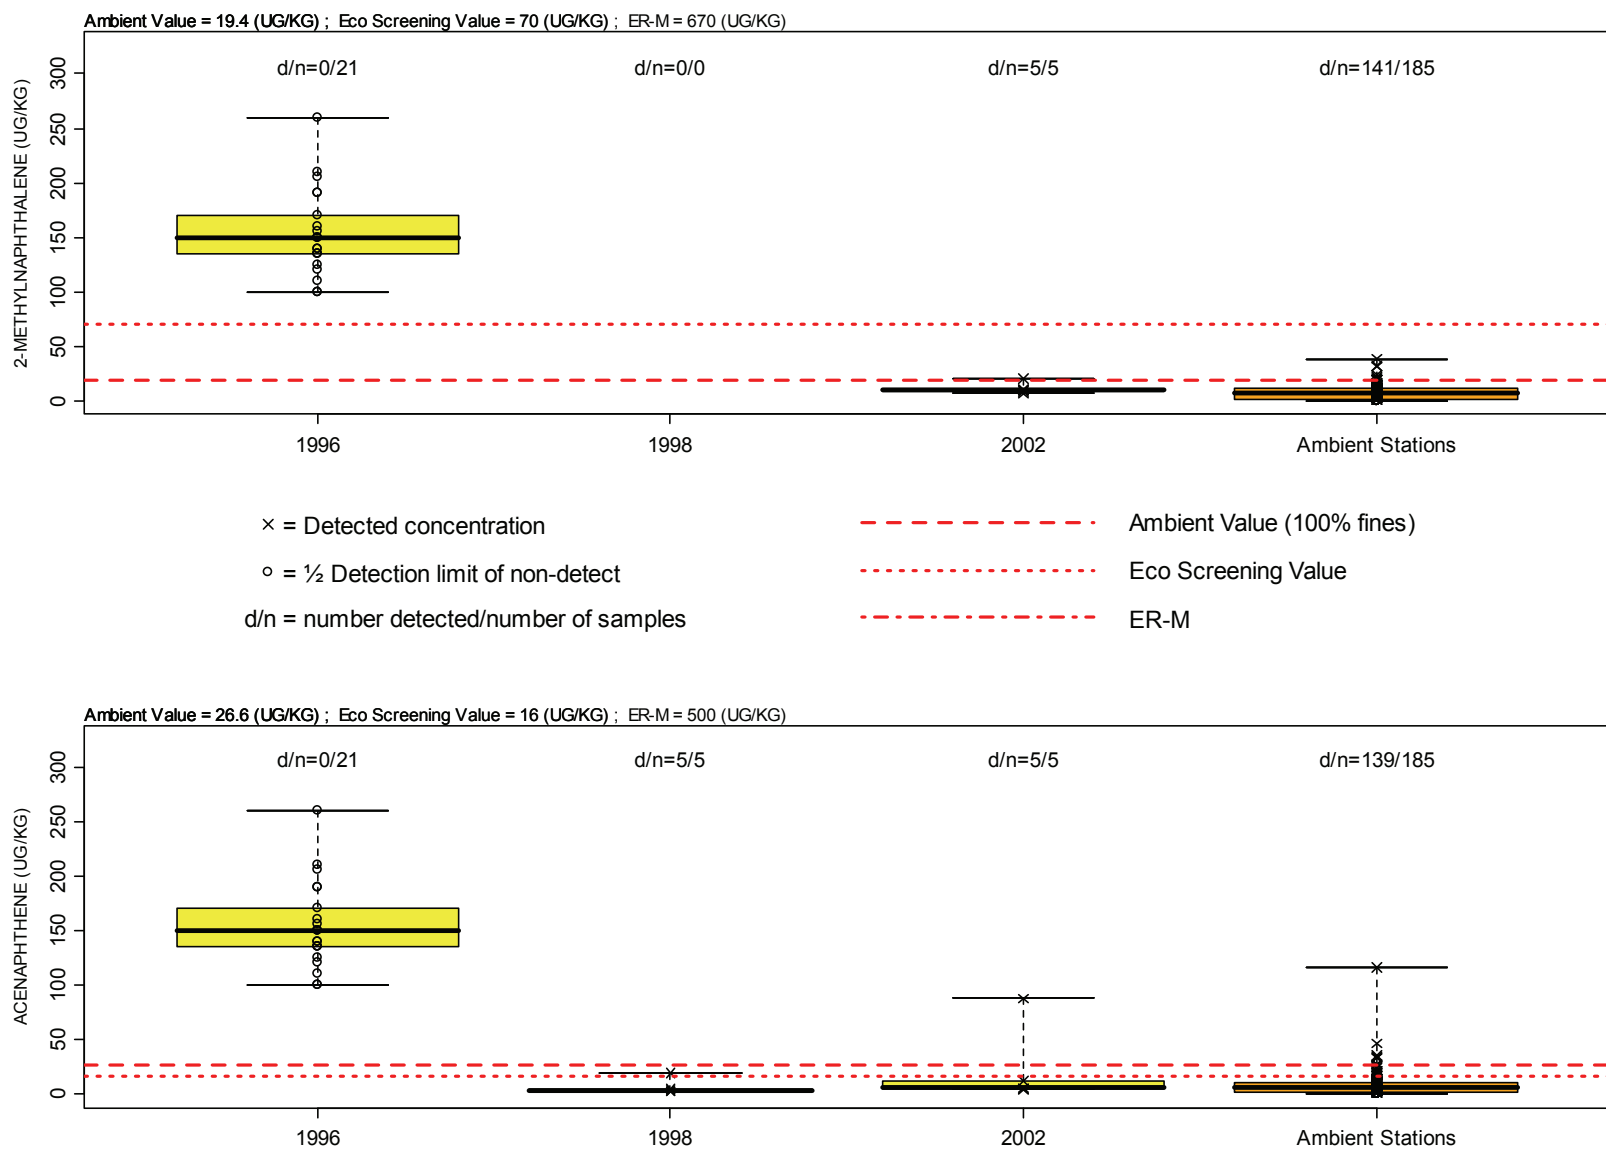 Ambient Value = 19.4 (UG/KG) ; Eco Screening Value = 70 (UG/KG) ; ER-M = 670 (UG/KG)
d/n=0/21 d/n=0/0 d/n=5/5 d/n=141/185
2-METHYLNAPHTHALENE (UG/KG)
300
250
200
150
100
50
0
1996 1998 2002 Ambient Stations
× = Detected concentration
o = ½ Detection limit of non-detect
d/n = number detected/number of samples
Ambient Value (100% fines)
Eco Screening Value
ER-M
Ambient Value = 26.6 (UG/KG) ; Eco Screening Value = 16 (UG/KG) ; ER-M = 500 (UG/KG)
d/n=0/21 d/n=5/5 d/n=5/5 d/n=139/185
ACENAPHTHENE (UG/KG)
300
250
200
150
100
50
0
1996 1998 2002 Ambient Stations